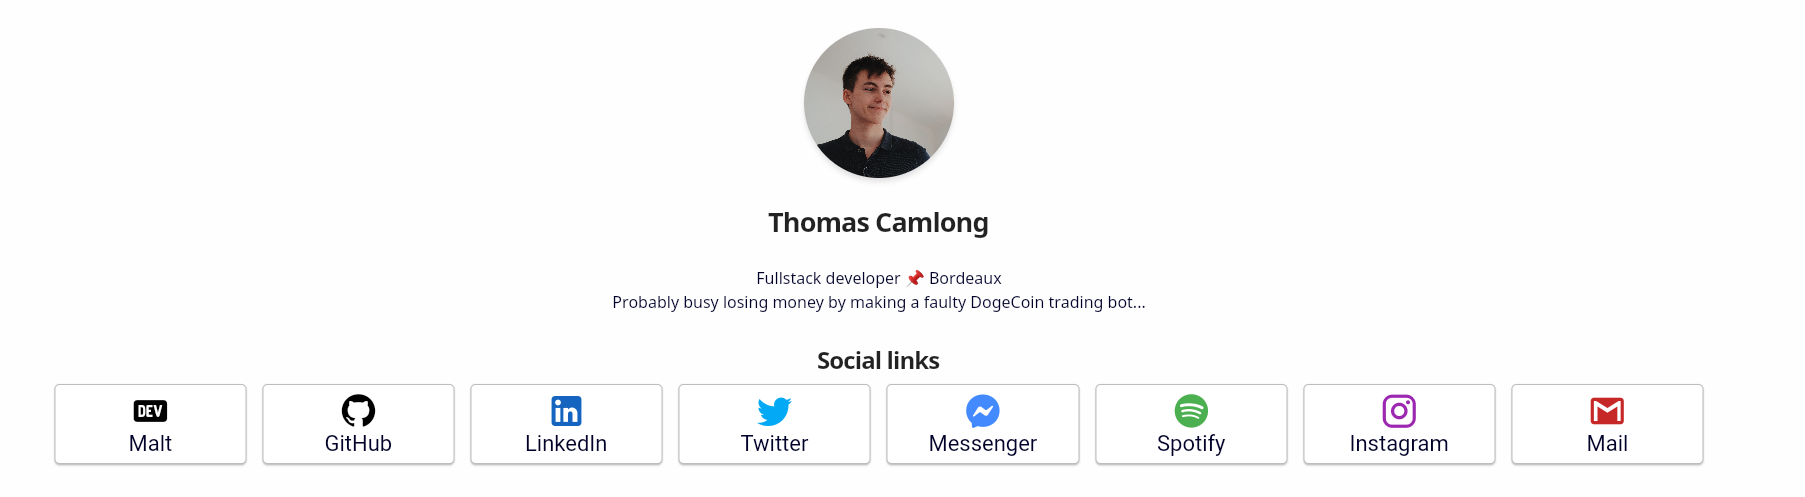 Thomas Camlong
Fullstack developer 📌 Bordeaux
Probably busy losing money by making a faulty DogeCoin trading bot...
Social links
DEV
Malt
GitHub
in
LinkedIn
Twitter
Messenger
Spotify
Instagram
Mail